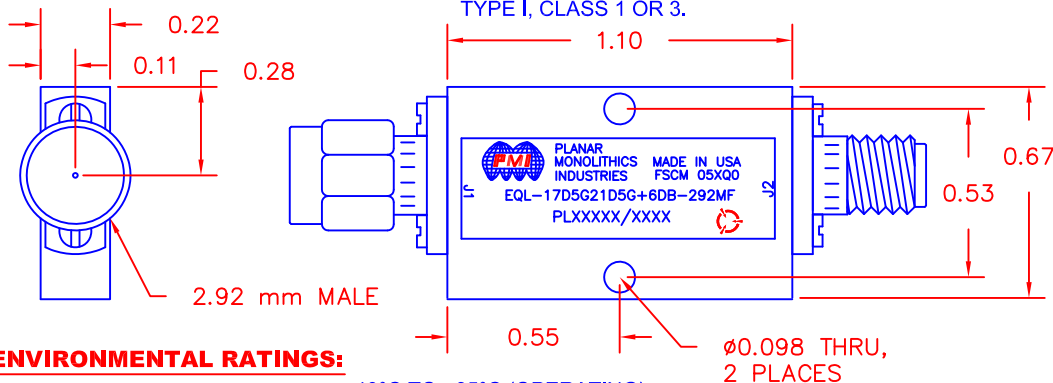 TYPE I, CLASS 1 OR 3.
0.22
0.11
0.28
1.10
0.67
0.53
PMI
PLANAR
MONOLITHICS
INDUSTRIES
MADE IN USA
FSCM 05XQ0
J1
J2
EQL-17D5G21D5G+6DB-292MF
PLXXXXX/XXXX
2.92 mm MALE
0.55
ø0.098 THRU,
2 PLACES
ENVIRONMENTAL RATINGS:
(OPERATING)